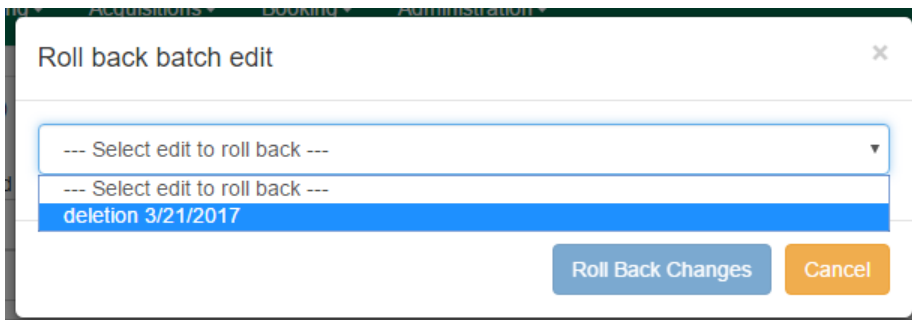 Acquisitions Booking Administration
Roll back batch edit
×
--- Select edit to roll back ---
--- Select edit to roll back ---
deletion 3/21/2017
Roll Back Changes Cancel